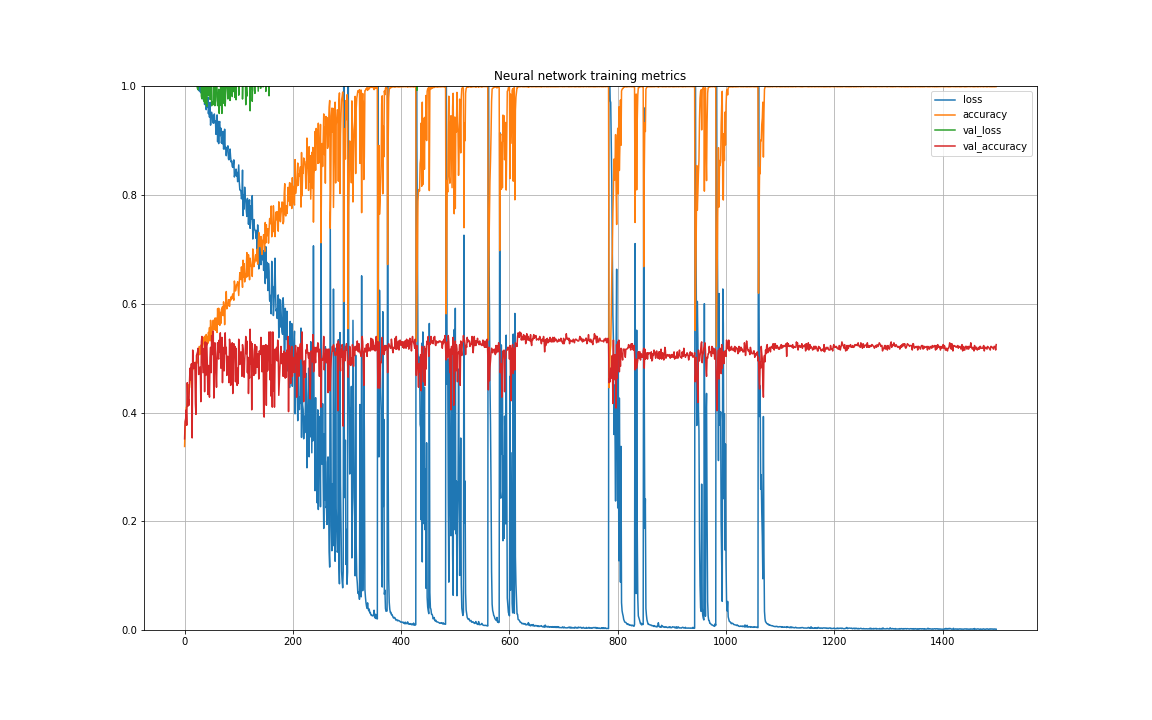 Neural network training metrics
1.0
0.8
0.6
0.4
0.2
0.0
0 200 400 600 800 1000 1200 1400
loss
accuracy
val_loss
val_accuracy